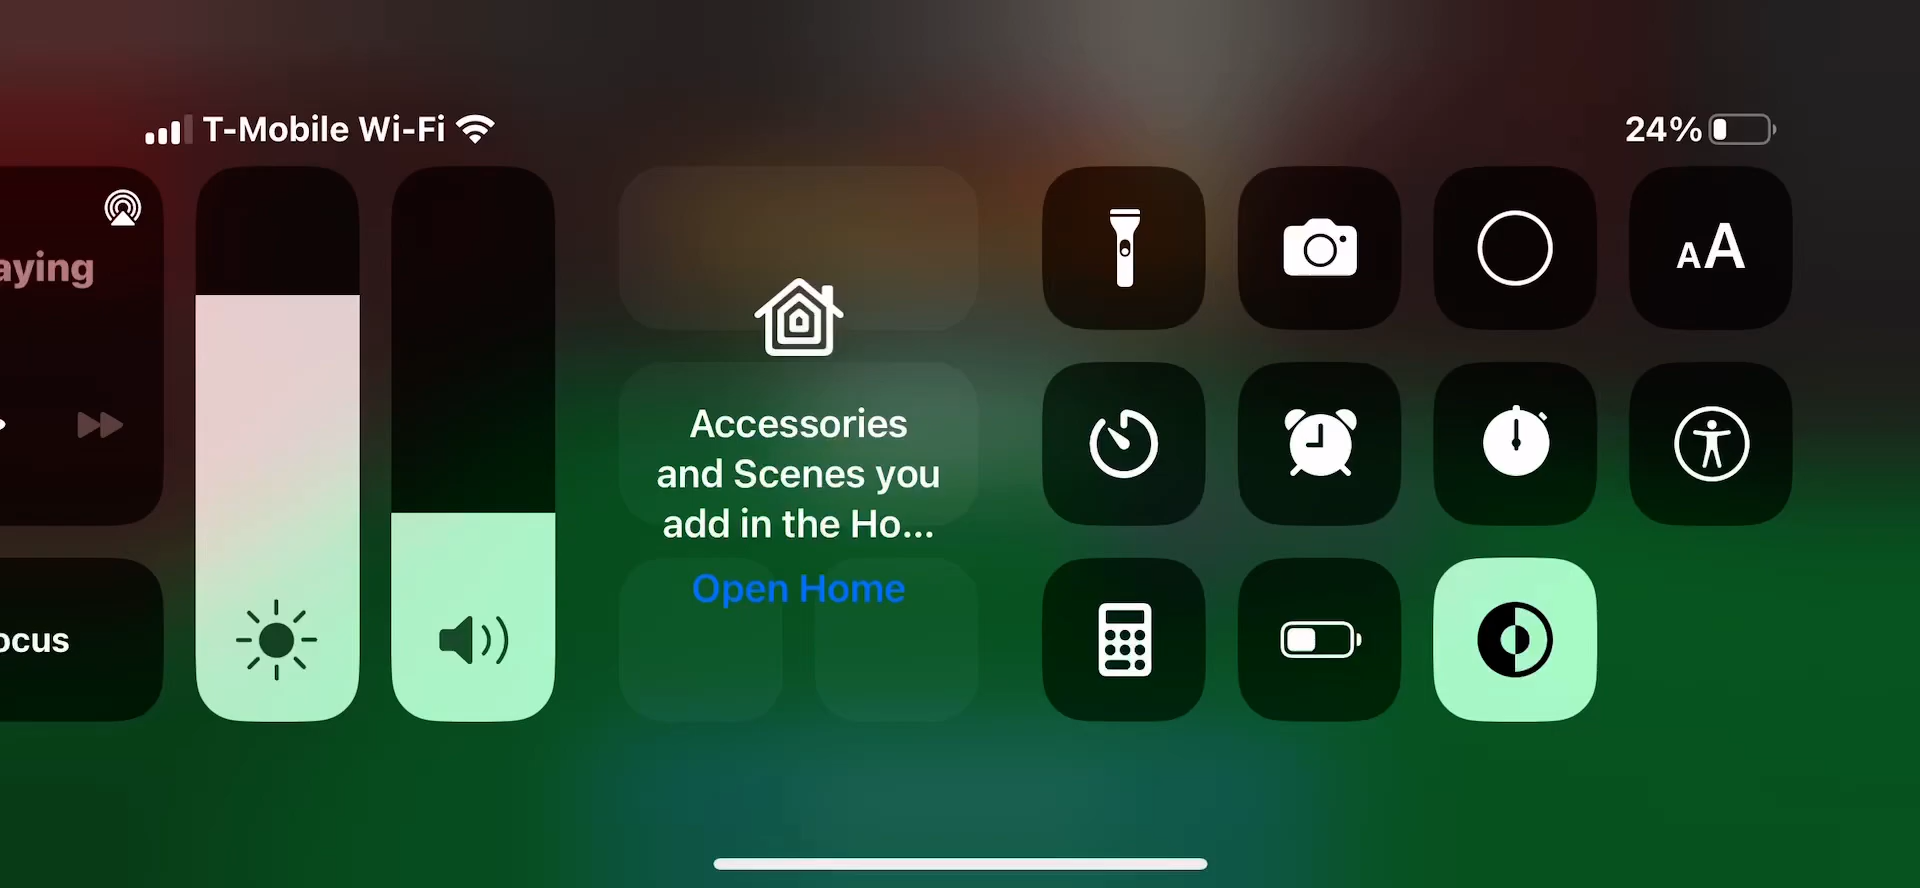 T-Mobile Wi-Fi
24%
aying
ocus
Accessories
and Scenes you
add in the Ho...
Open Home
AA